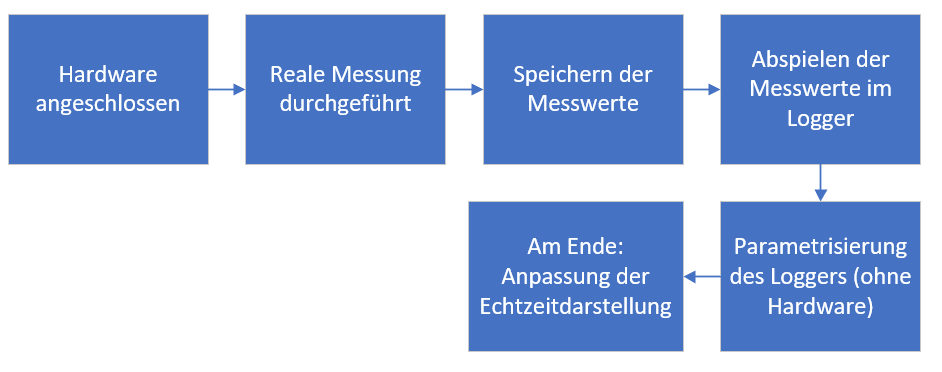 Hardware
angeschlossen
Reale Messung
durchgeführt
Speichern der
Messwerte
Abspielen der
Messwerte im
Logger
Parametrisierung
des Loggers (ohne
Hardware)
Am Ende:
Anpassung der
Echtzeitdarstellung